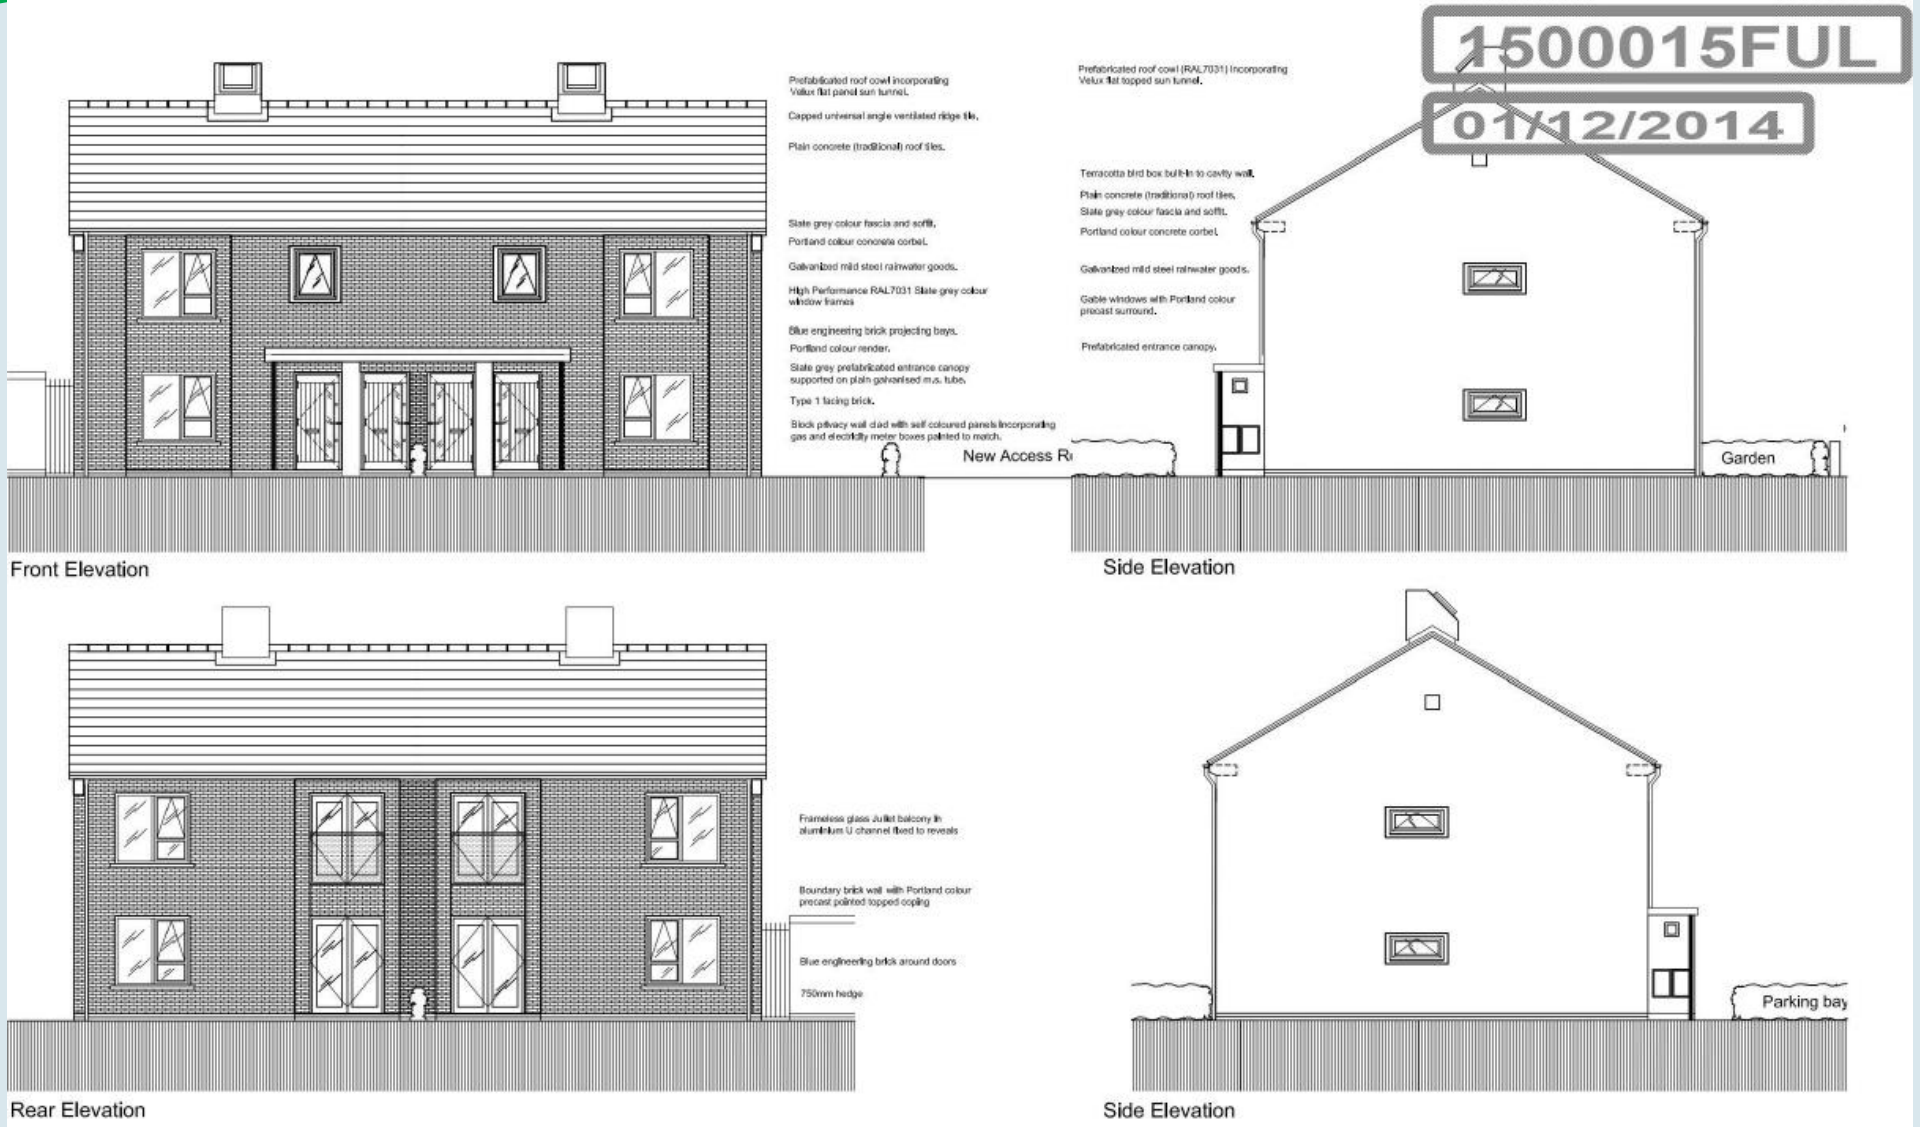 1500015FUL
01/12/2014
Prefabricated roof cowl incorporating
Velux flat panel sun tunnel.
Capped universal angle ventilated ridge tile.
Plain concrete (traditional) roof tiles.
Slate grey colour fascia and soffit.
Portland colour concrete corbel.
Galvanized mild steel rainwater goods.
High Performance RAL7031 Slate grey colour
window frames
Blue engineering brick projecting bays.
Portland colour render.
Slate grey prefabricated entrance canopy
supported on plain galvanised m.s. tube.
Type 1 facing brick.
Block privacy wall clad with self coloured panels incorporating
gas and electricity meter boxes painted to match.
New Access
Front Elevation
Prefabricated roof cowl (RAL7031) incorporating
Velux flat topped sun tunnel.
Terracotta bird box built-in to cavity wall.
Plain concrete (traditional) roof tiles.
Slate grey colour fascia and soffit.
Portland colour concrete corbel.
Galvanized mild steel rainwater goods.
Gable windows with Portland colour
precast surround.
Prefabricated entrance canopy.
Garden
Side Elevation
Frameless glass Juliet balcony in
aluminium U channel fixed to reveals
Boundary brick wall with Portland colour
precast pointed topped coping
Blue engineering brick around doors
750mm hedge
Rear Elevation
Parking bay
Side Elevation